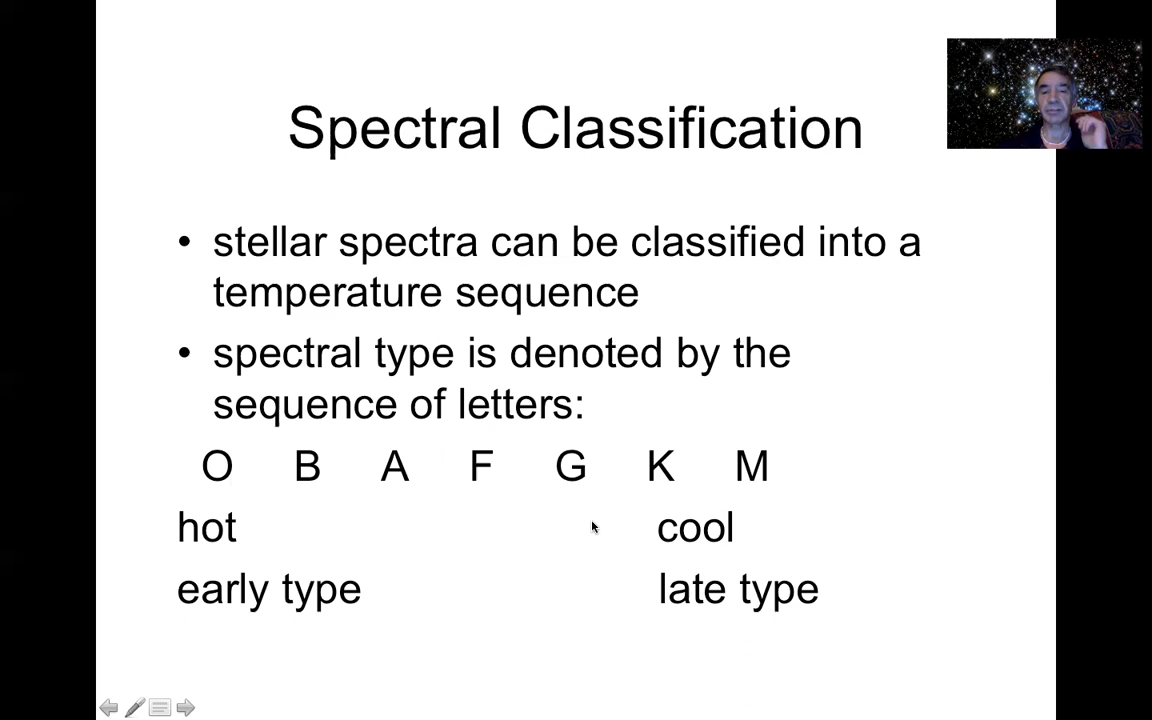 Spectral Classification
• stellar spectra can be classified into a
temperature sequence
• spectral type is denoted by the
sequence of letters:
O B A F G K M
hot cool
early type late type